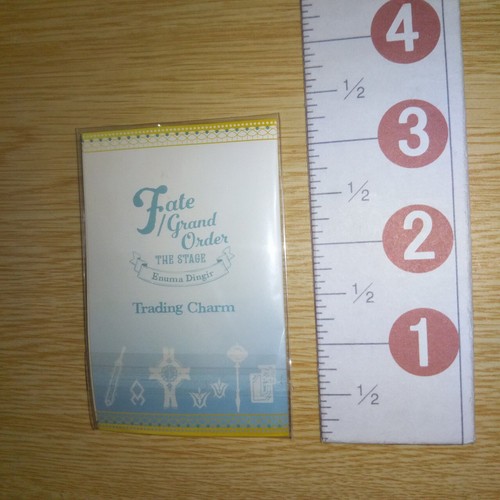 Fate
/Grand
Order
THE STAGE
Enuma Dingir
Trading Charm
4
1/2
3
1/2
2
1/2
1
1/2